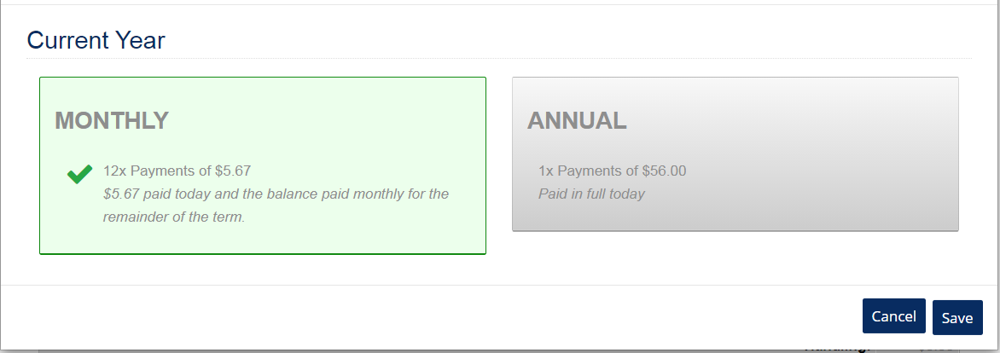 Current Year
MONTHLY
12x Payments of $5.67
$5.67 paid today and the balance paid monthly for the
remainder of the term.
ANNUAL
1x Payments of $56.00
Paid in full today
Cancel
Save